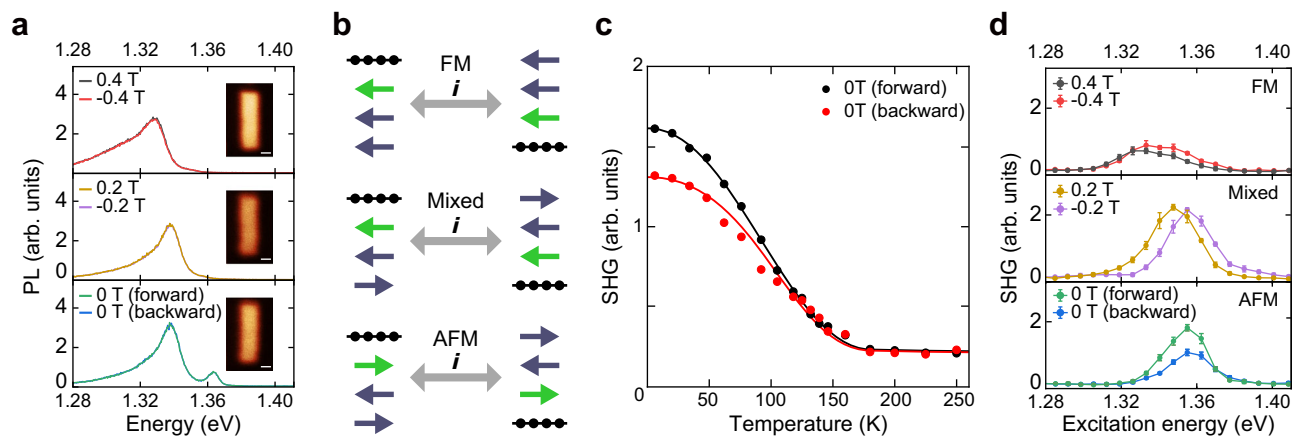 a
1.28 1.32 1.36 1.40
4
2
0.4 T
-0.4 T
4
2
0
0.2 T
-0.2 T
4
2
0
0 T (forward)
0 T (backward)
1.28 1.32 1.36 1.40
PL (arb. units)
Energy (eV)
b
FM
i
Mixed
i
AFM
i
c
2
1
0
SHG (arb. units)
0T (forward)
0T (backward)
0 50 100 150 200 250
Temperature (K)
d
1.28 1.32 1.36 1.40
2
0
0.4 T
-0.4 T
FM
2
0
0.2 T
-0.2 T
Mixed
2
0
0 T (forward)
0 T (backward)
AFM
1.28 1.32 1.36 1.40
SHG (arb. units)
Excitation energy (eV)